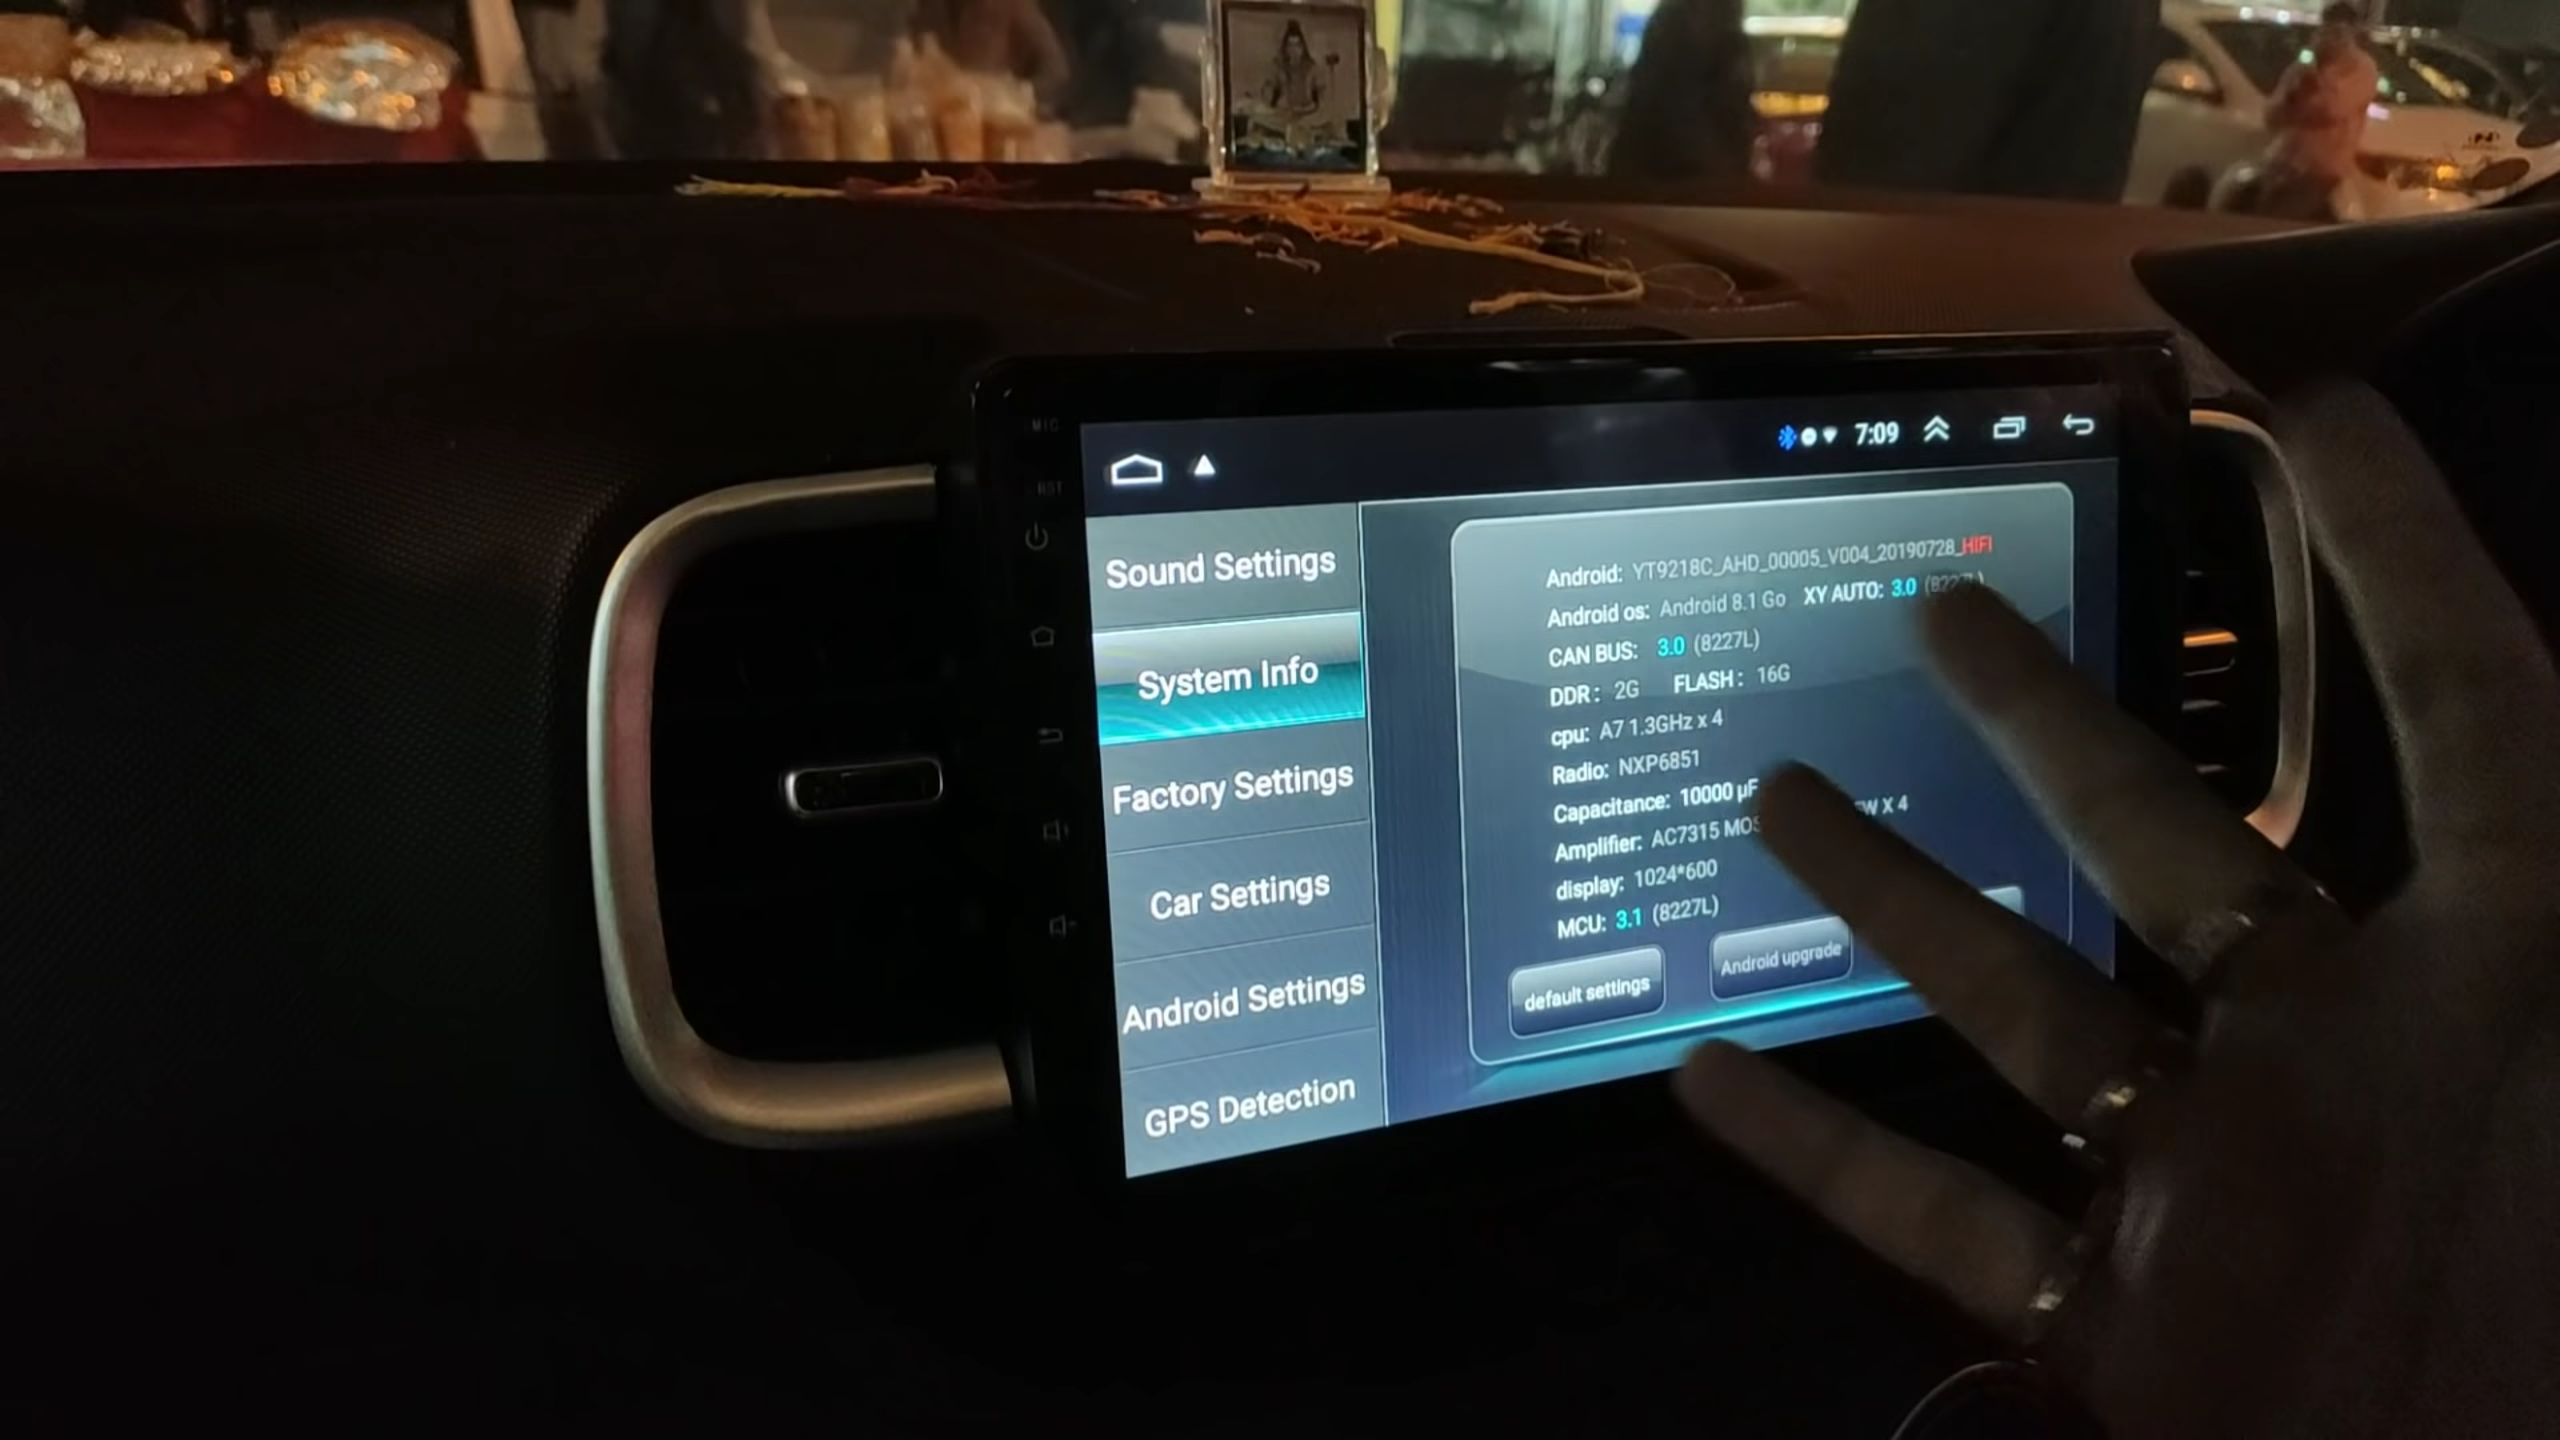 MIC
7:09
RST
Sound Settings
System Info
Factory Settings
Car Settings
Android Settings
GPS Detection
Android: YT9218C_AHD_00005_V004_20190728_HIFI
Android os: Android 8.1 Go XY AUTO: 3.0
CAN BUS: 3.0 (8227L)
DDR: 2G FLASH: 16G
cpu: A7 1.3GHz x 4
Radio: NXP6851
Capacitance: 10000 µF
Amplifier: AC7315 X 4
display: 1024*600
MCU: 3.1 (8227L)
default settings
Android upgrade